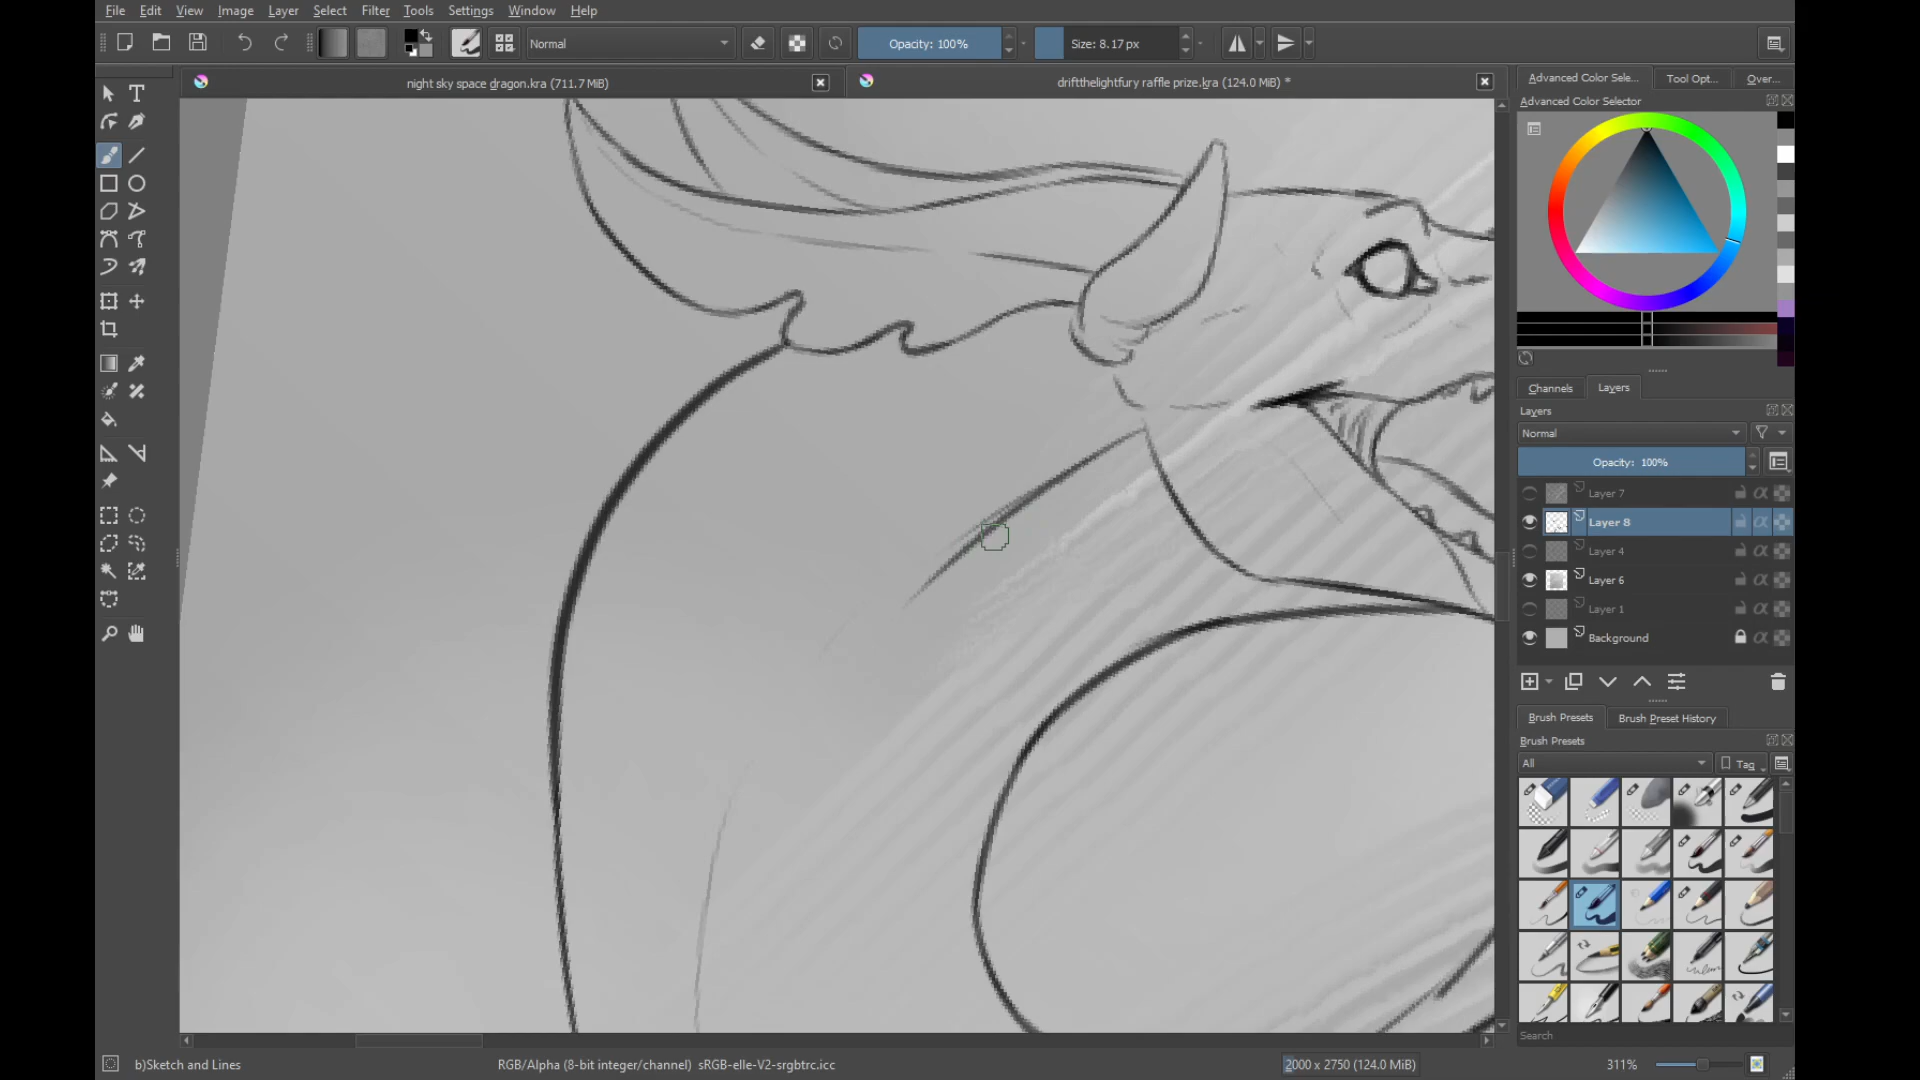 File Edit View Image Layer Select Filter Tools Settings Window Help
Normal Opacity: 100% Size: 8.17 px
night sky space dragon.kra (711.7 MiB)
driftthelightfury raffle prize.kra (124.0 MiB) *
Advanced Color Sele... Tool Opt... Over...
Advanced Color Selector
Channels Layers
Layers
Normal
Opacity: 100%
Layer 7
Layer 8
Layer 4
Layer 6
Layer 1
Background
Brush Presets Brush Preset History
Brush Presets
All Tag
Search
b)Sketch and Lines RGB/Alpha (8-bit integer/channel) sRGB-elle-V2-srgbtrc.icc 2000 x 2750 (124.0 MiB) 311%